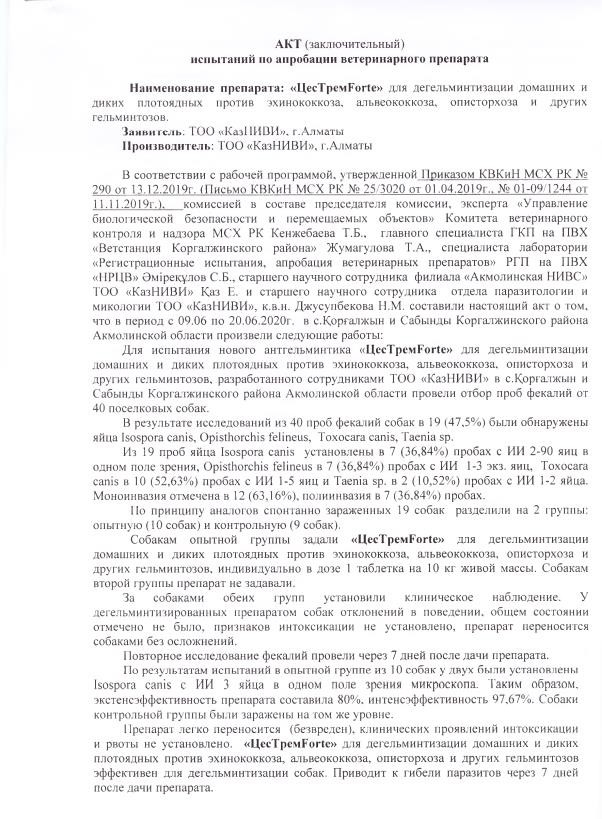 АКТ (заключительный)
испытаний по апробации ветеринарного препарата
Наименование препарата: «ЦесТремForte» для дегельминтизации домашних и
диких плотоядных против эхинококкоза, альвеококкоза, описторхоза и других
гельминтозов.
Заявитель: ТОО «КазНИВИ», г.Алматы
Производитель: ТОО «КазНИВИ», г.Алматы
В соответствии с рабочей программой, утвержденной Приказом КВКиН МСХ РК №
290 от 13.12.2019г. (Письмо КВКиН МСХ РК № 25/3020 от 01.04.2019г., № 01-09/1244 от
11.11.2019г.), комиссией в составе председателя комиссии, эксперта «Управление
биологической безопасности и перемещаемых объектов» Комитета ветеринарного
контроля и надзора МСХ РК Кенжебаева Т.Б., главного специалиста ГКП на ПВХ
«Ветстанция Коргалжинского района» Жумагулова Т.А., специалиста лаборатории
«Регистрационные испытания, апробация ветеринарных препаратов» РГП на ПВХ
«НРЦВ» Әміреқұлов С.Б., старшего научного сотрудника филиала «Акмолинская НИВС»
ТОО «КазНИВИ» Қаз Е. и старшего научного сотрудника отдела паразитологии и
микологии ТОО «КазНИВИ», к.в.н. Джусупбекова Н.М. составили настоящий акт о том,
что в период с 09.06 по 20.06.2020г. в с.Қорғалжын и Сабынды Коргалжинского района
Акмолинской области произвели следующие работы:
Для испытания нового антгельминтика «ЦесТремForte» для дегельминтизации
домашних и диких плотоядных против эхинококкоза, альвеококкоза, описторхоза и
других гельминтозов, разработанного сотрудниками ТОО «КазНИВИ» в с.Қорғалжын и
Сабынды Коргалжинского района Акмолинской области провели отбор проб фекалий от
40 поселковых собак.
В результате исследований из 40 проб фекалий собак в 19 (47,5%) были обнаружены
яйца Isospora canis, Opisthorchis felineus, Toxocara canis, Taenia sp.
Из 19 проб яйца Isospora canis установлены в 7 (36,84%) пробах с ИИ 2-90 яиц в
одном поле зрения, Opisthorchis felineus в 7 (36,84%) пробах с ИИ 1-3 экз. яиц, Toxocara
canis в 10 (52,63%) пробах с ИИ 1-5 яиц и Taenia sp. в 2 (10,52%) пробах с ИИ 1-2 яйца.
Моноинвазия отмечена в 12 (63,16%), полиинвазия в 7 (36,84%) пробах.
По принципу аналогов спонтанно зараженных 19 собак разделили на 2 группы:
опытную (10 собак) и контрольную (9 собак).
Собакам опытной группы задали «ЦесТремForte» для дегельминтизации
домашних и диких плотоядных против эхинококкоза, альвеококкоза, описторхоза и
других гельминтозов, индивидуально в дозе 1 таблетка на 10 кг живой массы. Собакам
второй группы препарат не задавали.
За собаками обеих групп установили клиническое наблюдение. У
дегельминтизированных препаратом собак отклонений в поведении, общем состоянии
отмечено не было, признаков интоксикации не установлено, препарат переносится
собаками без осложнений.
Повторное исследование фекалий провели через 7 дней после дачи препарата.
По результатам испытаний в опытной группе из 10 собак у двух были установлены
Isospora canis с ИИ 3 яйца в одном поле зрения микроскопа. Таким образом,
экстенсэффективность препарата составила 80%, интенсэффективность 97,67%. Собаки
контрольной группы были заражены на том же уровне.
Препарат легко переносится (безвреден), клинических проявлений интоксикации
и рвоты не установлено. «ЦесТремForte» для дегельминтизации домашних и диких
плотоядных против эхинококкоза, альвеококкоза, описторхоза и других гельминтозов
эффективен для дегельминтизации собак. Приводит к гибели паразитов через 7 дней
после дачи препарата.